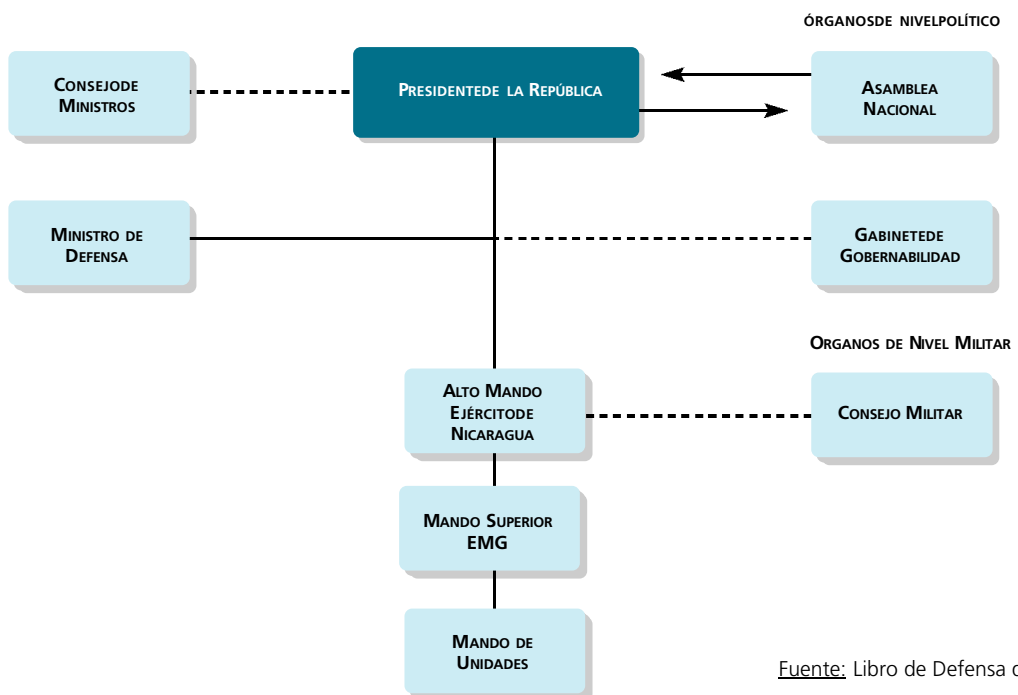 ÓRGANOSDE NIVELPOLÍTICO
CONSEJODE
MINISTROS
PRESIDENTEDE LA REPÚBLICA
ASAMBLEA
NACIONAL
MINISTRO DE
DEFENSA
GABINETEDE
GOBERNABILIDAD
ORGANOS DE NIVEL MILITAR
ALTO MANDO
EJÉRCITODE
NICARAGUA
CONSEJO MILITAR
MANDO SUPERIOR
EMG
MANDO DE
UNIDADES
Fuente: Libro de Defensa